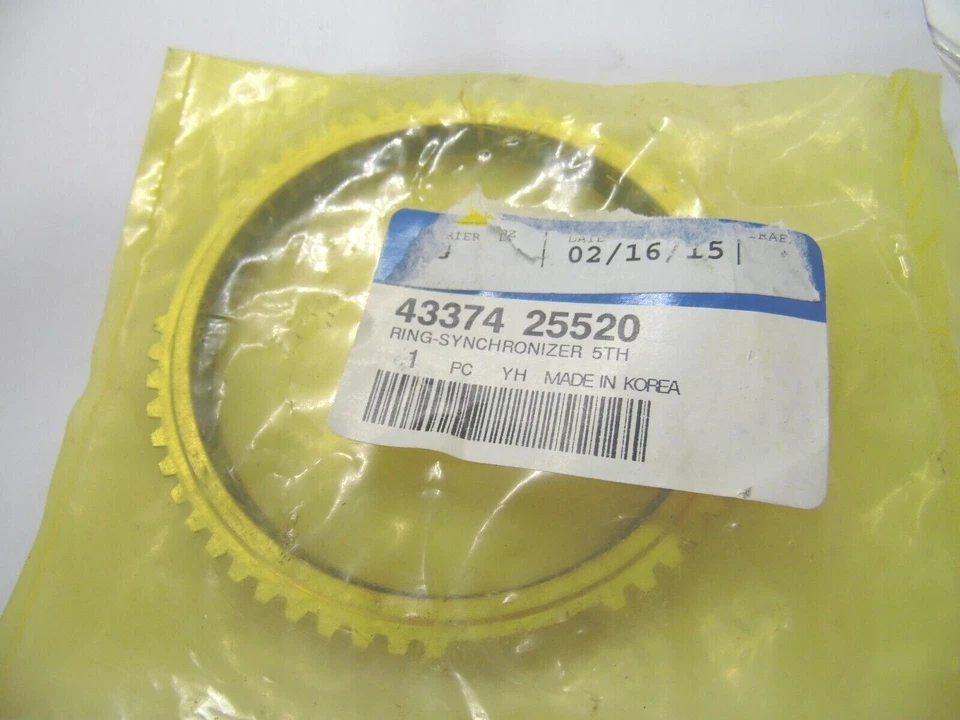 02/16/15
43374 25520
RING-SYNCHRONIZER 5TH
1 PC YH MADE IN KOREA